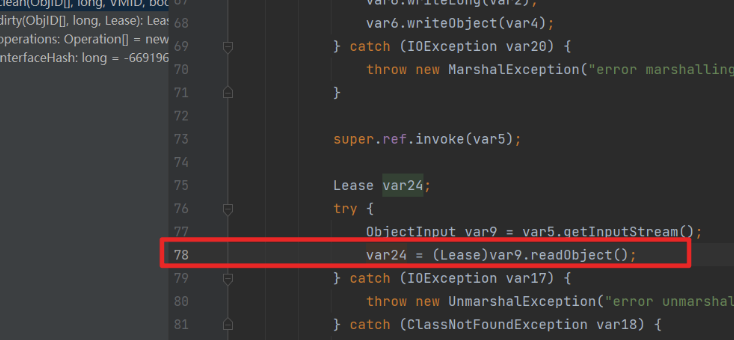 clean(ObjID[], long, VMID, boo
dirty(ObjID[], long, Lease): Leas
operations: Operation[] = new
nterfaceHash: long = -669196
67 var6.writeLong(var2);
68 var6.writeObject(var4);
69 } catch (IOException var20) {
70 throw new MarshalException("error marshalling
71 }
72
73 super.ref.invoke(var5);
74
75 Lease var24;
76 try {
77 ObjectInput var9 = var5.getInputStream();
78 var24 = (Lease)var9.readObject();
79 } catch (IOException var17) {
80 throw new UnmarshalException("error unmarshal
81 } catch (ClassNotFoundException var18) {